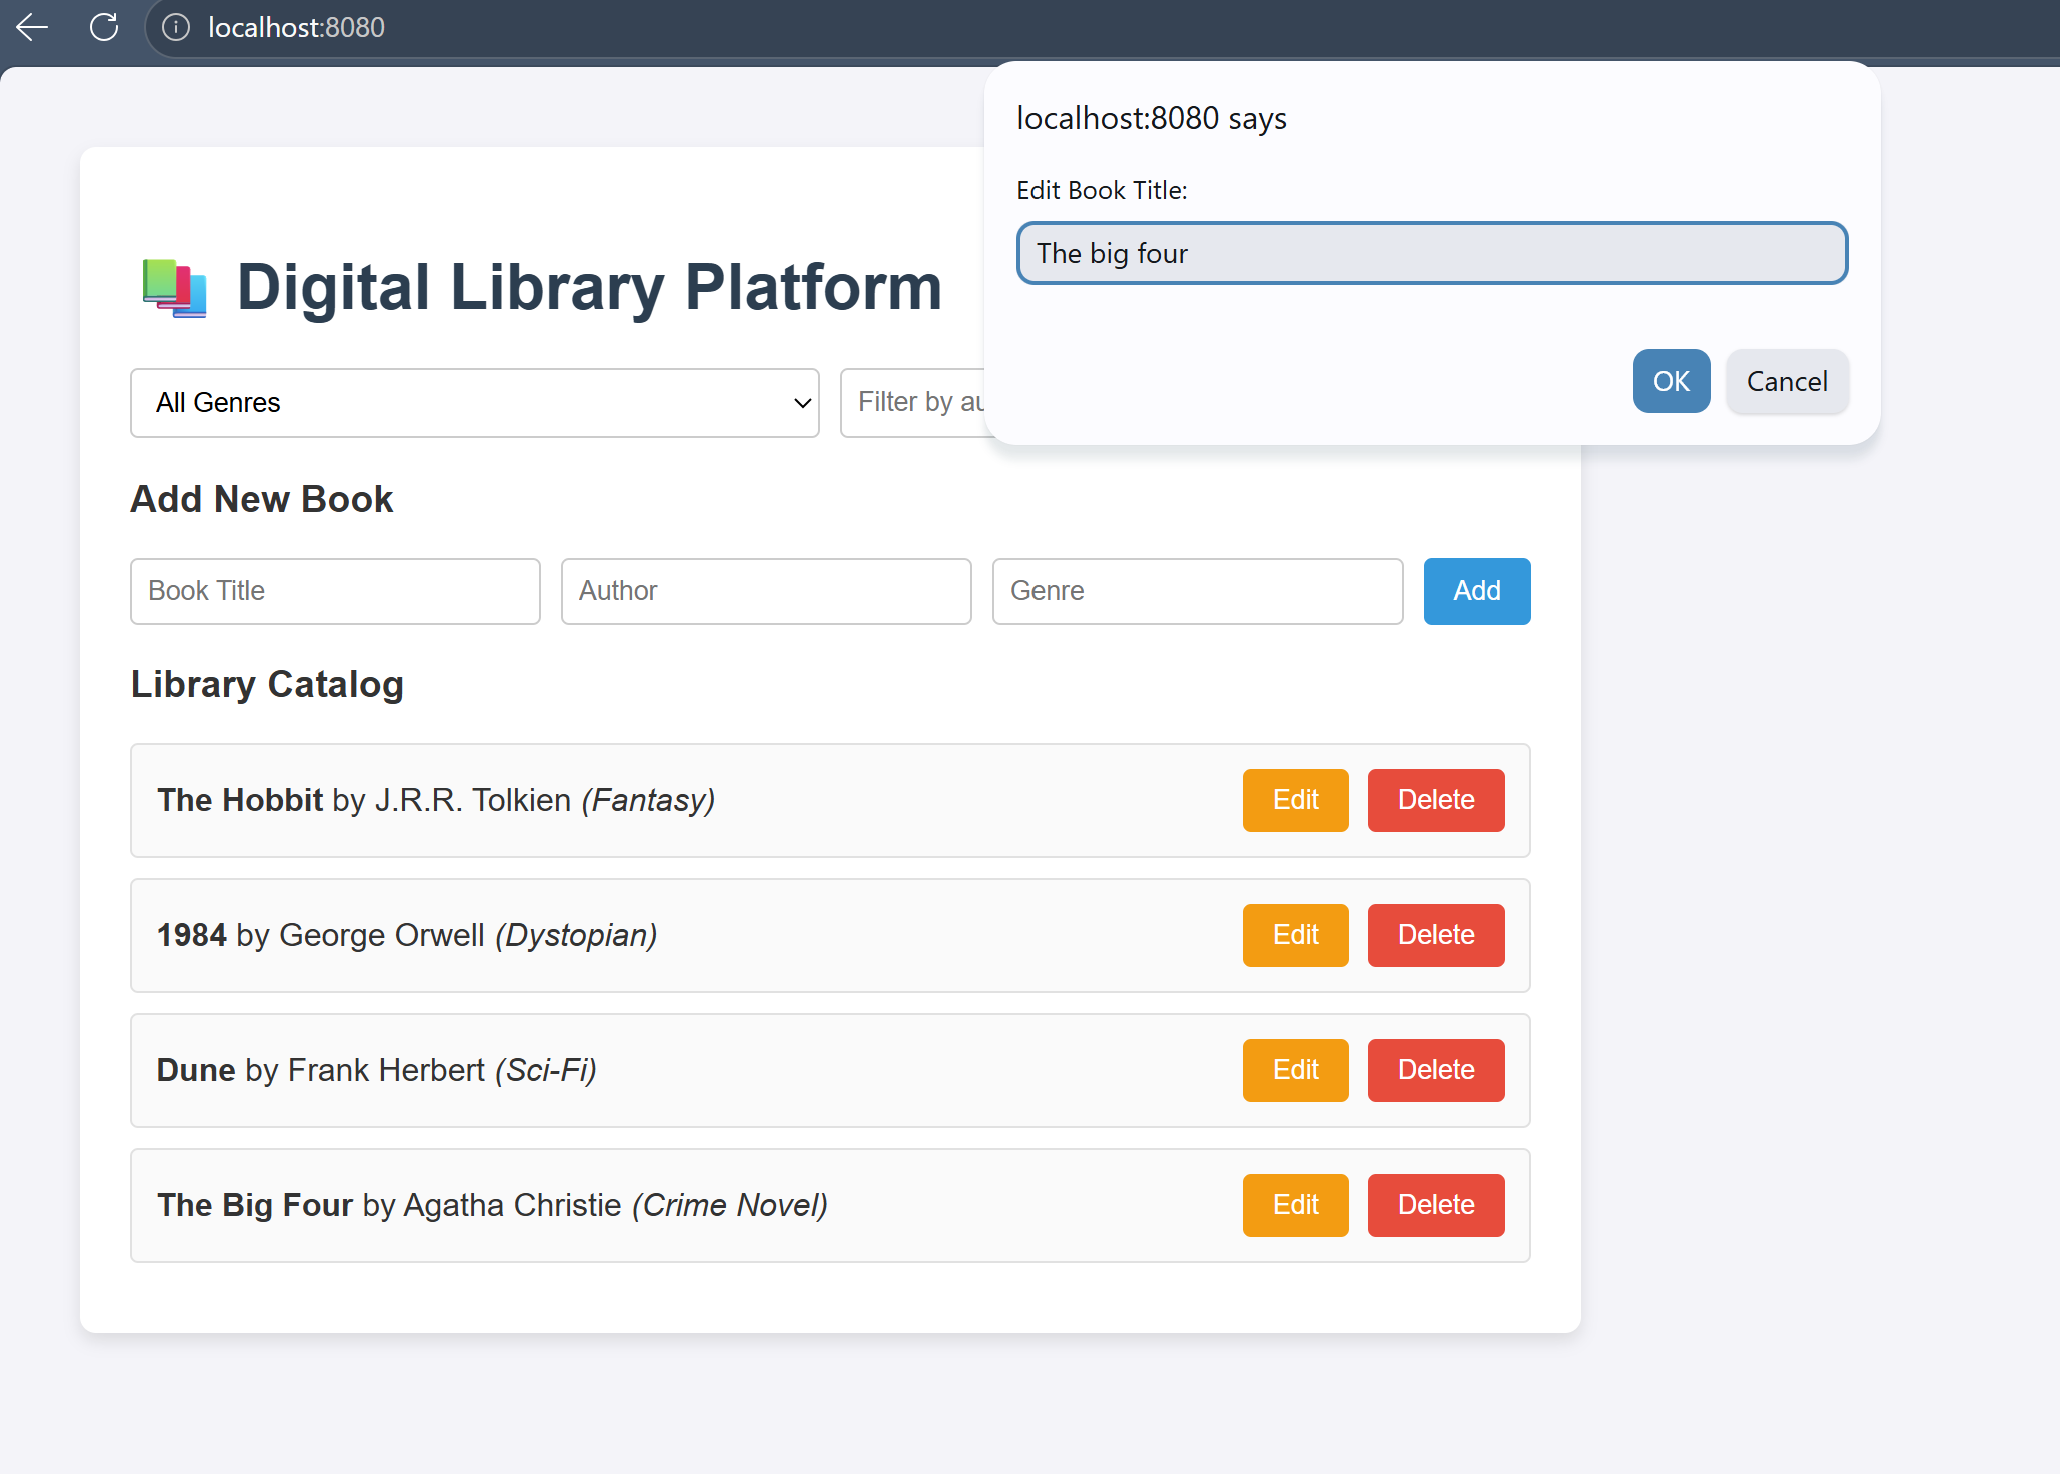 localhost:8080
localhost:8080 says
Edit Book Title:
The big four
OK Cancel
Digital Library Platform
All Genres
Filter by au
Add New Book
Book Title Author Genre Add
Library Catalog
The Hobbit by J.R.R. Tolkien (Fantasy) Edit Delete
1984 by George Orwell (Dystopian) Edit Delete
Dune by Frank Herbert (Sci-Fi) Edit Delete
The Big Four by Agatha Christie (Crime Novel) Edit Delete